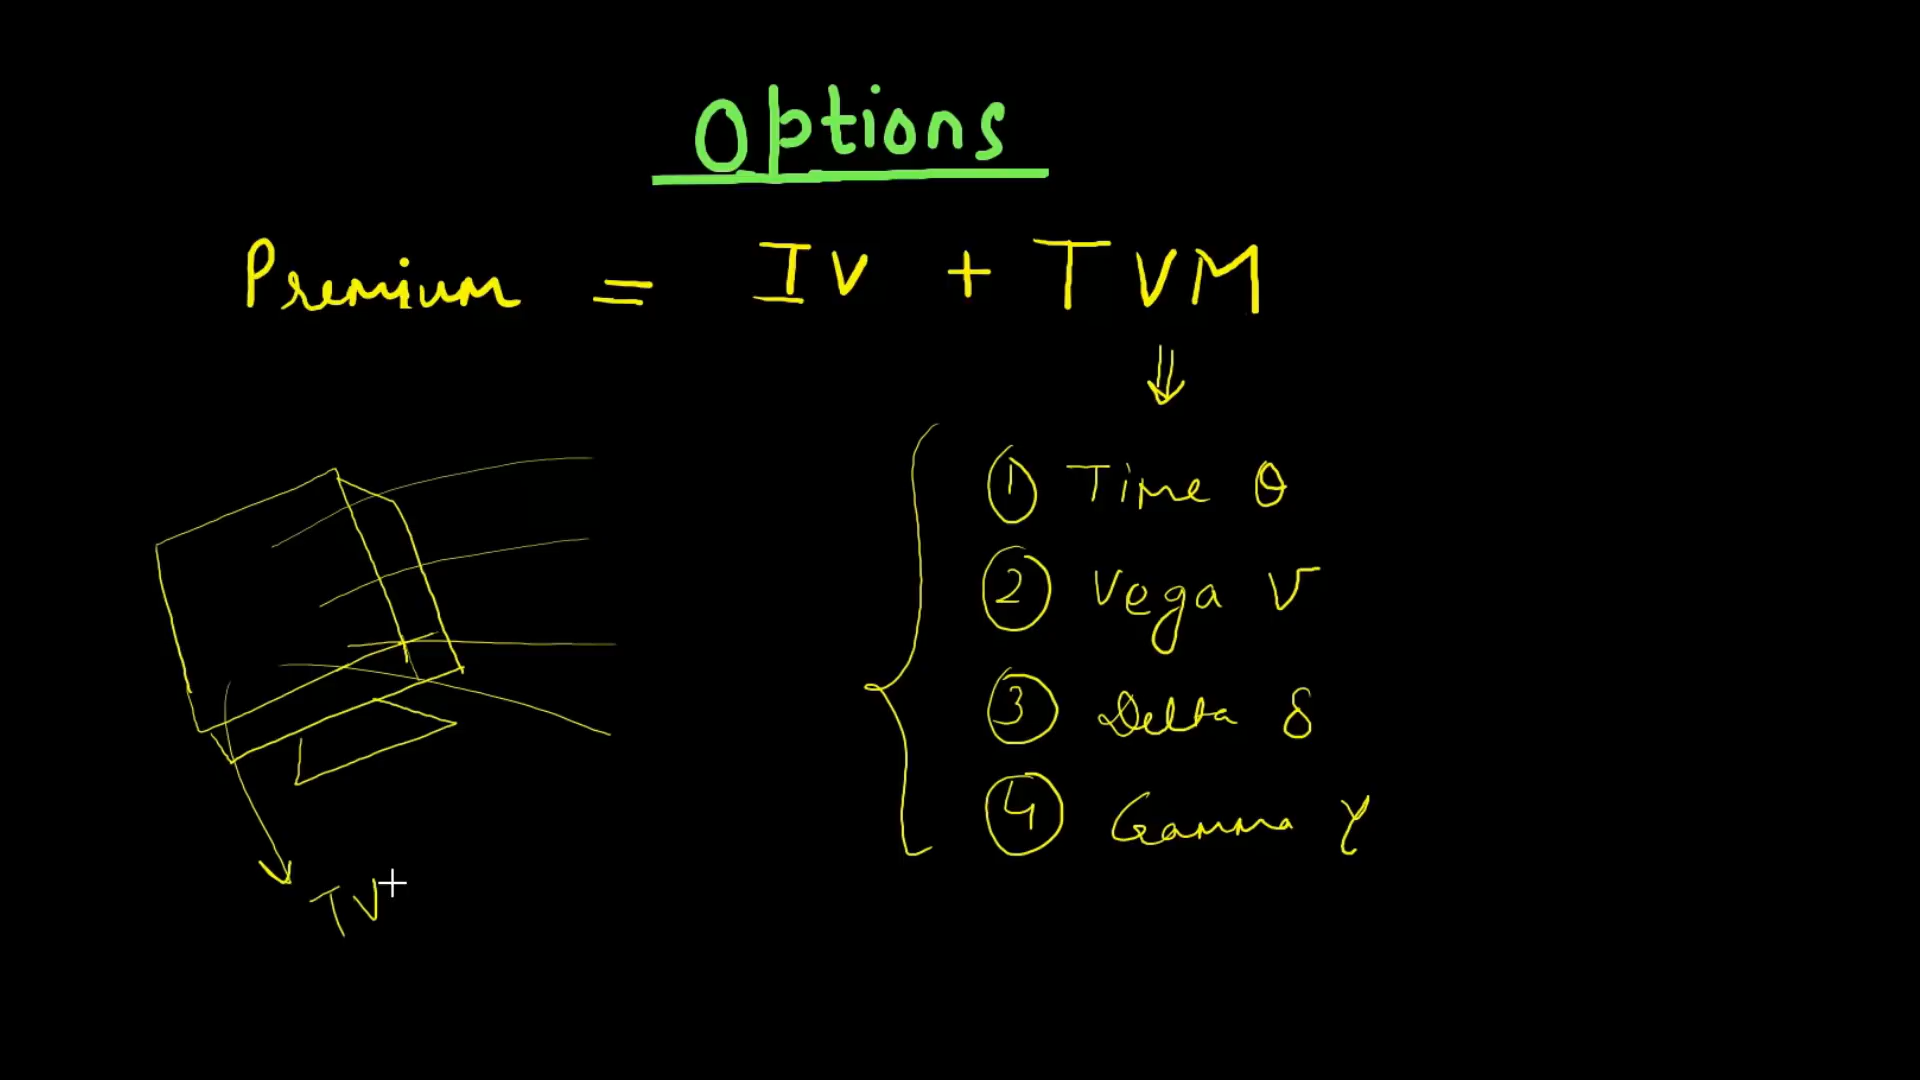 Options
Premium = IV + TVM
⇓
① Time θ
② Vega V
③ Delta δ
④ Gamma γ
TV